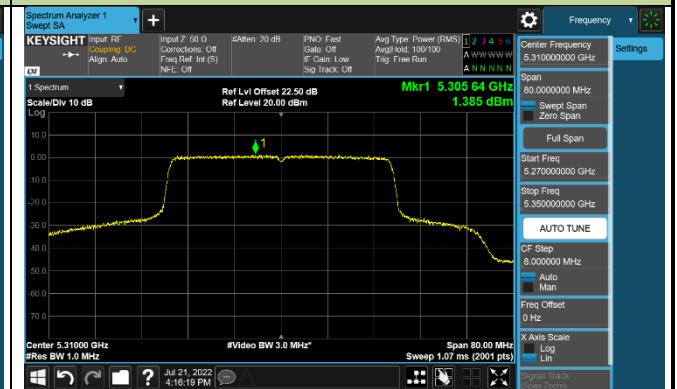 Spectrum Analyzer 1
Swept SA
Frequency
KEYSIGHT
Input: RF
Coupling: DC
Align: Auto
Input Z: 50 Ω
Corrections: Off
Freq Ref: Int (S)
NFE: Off
#Atten: 20 dB
PNO: Fast
Gate: Off
IF Gain: Low
Sig Track: Off
Avg Type: Power (RMS)
Avg|Hold: 100/100
Trig: Free Run
1 2 3 4 5 6
A W W W W W
A N N N N N
LXI
1 Spectrum
Scale/Div 10 dB
Log
Ref Lvl Offset 22.50 dB
Ref Level 20.00 dBm
Mkr1 5.305 64 GHz
1.385 dBm
1
10.0
0.00
-10.0
-20.0
-30.0
-40.0
-50.0
-60.0
-70.0
Center 5.31000 GHz
#Res BW 1.0 MHz
#Video BW 3.0 MHz*
Span 80.00 MHz
Sweep 1.07 ms (2001 pts)
Center Frequency
5.310000000 GHz
Settings
Span
80.0000000 MHz
Swept Span
Zero Span
Full Span
Start Freq
5.270000000 GHz
Stop Freq
5.350000000 GHz
AUTO TUNE
CF Step
8.000000 MHz
Auto
Man
Freq Offset
0 Hz
X Axis Scale
Log
Lin
Signal Track
(Span Zoom)
?
Jul 21, 2022
4:16:19 PM